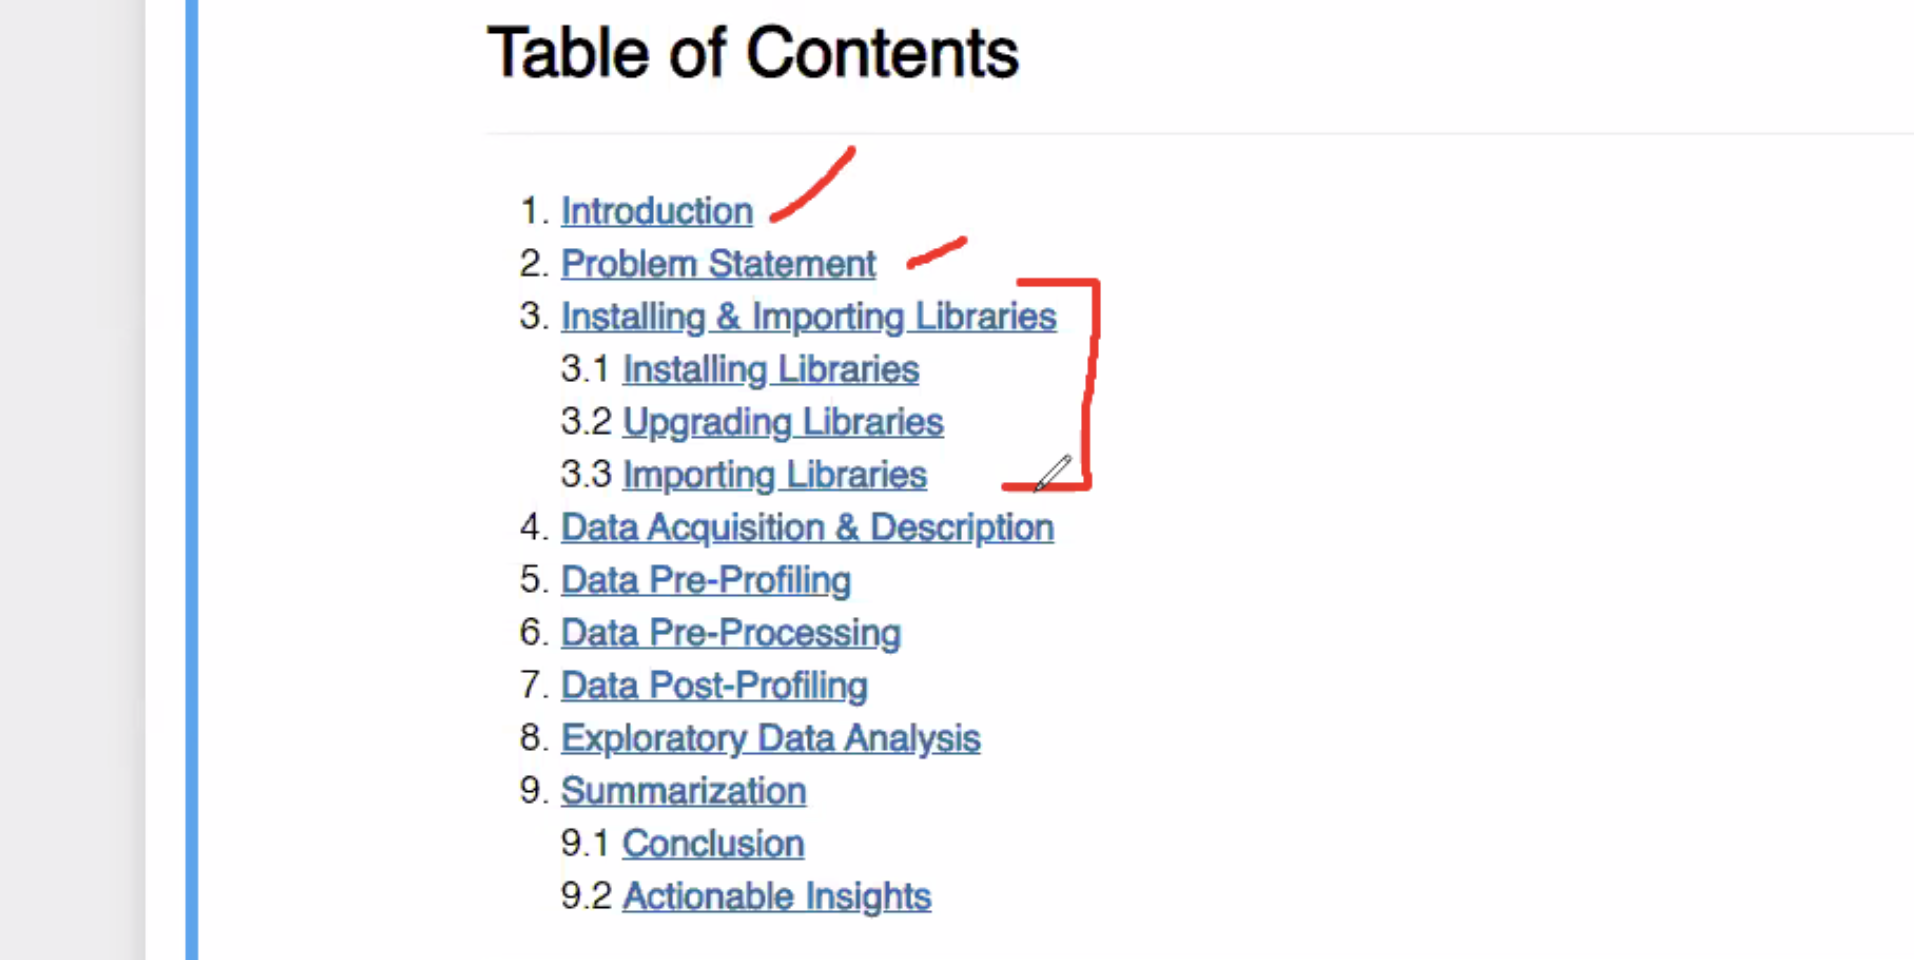 Table of Contents
1. Introduction
2. Problem Statement
3. Installing & Importing Libraries
3.1 Installing Libraries
3.2 Upgrading Libraries
3.3 Importing Libraries
4. Data Acquisition & Description
5. Data Pre-Profiling
6. Data Pre-Processing
7. Data Post-Profiling
8. Exploratory Data Analysis
9. Summarization
9.1 Conclusion
9.2 Actionable Insights